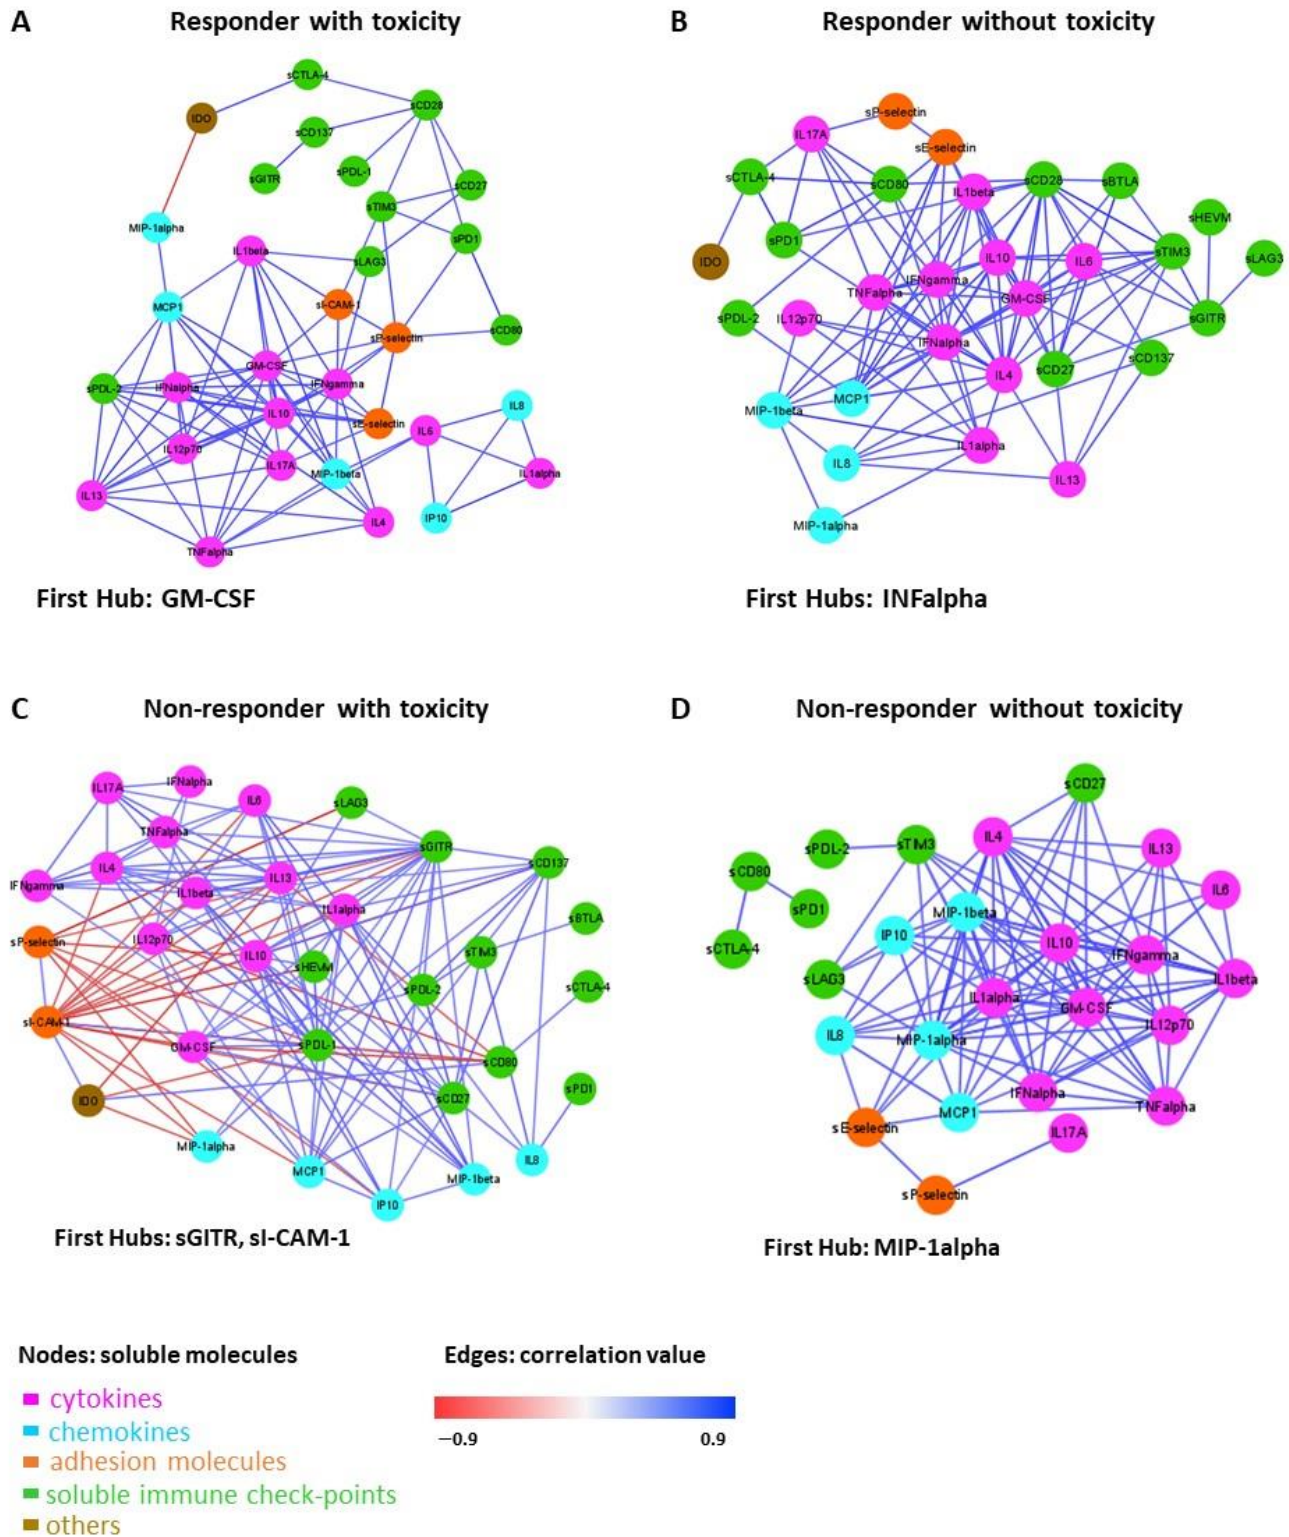 A
Responder with toxicity
sCTLA-4
sCD28
IDO
sCD137
sPDL-1
sGITR
sCD27
sTIM3
MIP-1alpha
sPD1
IL1beta
sLAG3
MCP1
sI-CAM-1
sCD80
sP-selectin
GM-CSF
sPDL-2
IFNalpha
IFNgamma
IL8
IL10
sE-selectin
IL6
IL12p70
IL17A
MIP-1beta
IL1alpha
IL13
IL4
IP10
TNFalpha
First Hub: GM-CSF
B
Responder without toxicity
sP-selectin
IL17A
sE-selectin
sCTLA-4
sCD80
IL1beta
sCD28
sBTLA
sHEVM
sPD1
IDO
IL10
IL6
sTIM3
sLAG3
IFNgamma
TNFalpha
GM-CSF
sPDL-2
IL12p70
sGITR
IFNalpha
sCD137
IL4
sCD27
MCP1
MIP-1beta
IL1alpha
IL8
IL13
MIP-1alpha
First Hubs: INFalpha
C
Non-responder with toxicity
IL17A
IFNalpha
IL6
sLAG3
TNFalpha
sGITR
sCD137
IL4
IL13
IFNgamma
IL1beta
IL1alpha
sBTLA
sP-selectin
IL12p70
IL10
sHEVM
sTIM3
sPDL-2
sCTLA-4
sI-CAM-1
GM-CSF
sPDL-1
sCD80
sPD1
IDO
sCD27
MIP-1alpha
MCP1
MIP-1beta
IL8
IP10
First Hubs: sGITR, sI-CAM-1
D
Non-responder without toxicity
sCD27
IL4
sPDL-2
sTIM3
IL13
sCD80
IL6
sPD1
MIP-1beta
IP10
IL10
sCTLA-4
IFNgamma
sLAG3
IL1beta
IL1alpha
GM-CSF
IL12p70
IL8
MIP-1alpha
IFNalpha
MCP1
TNFalpha
sE-selectin
IL17A
sP-selectin
First Hub: MIP-1alpha
Nodes: soluble molecules
cytokines
chemokines
adhesion molecules
soluble immune check-points
others
Edges: correlation value
−0.9
0.9